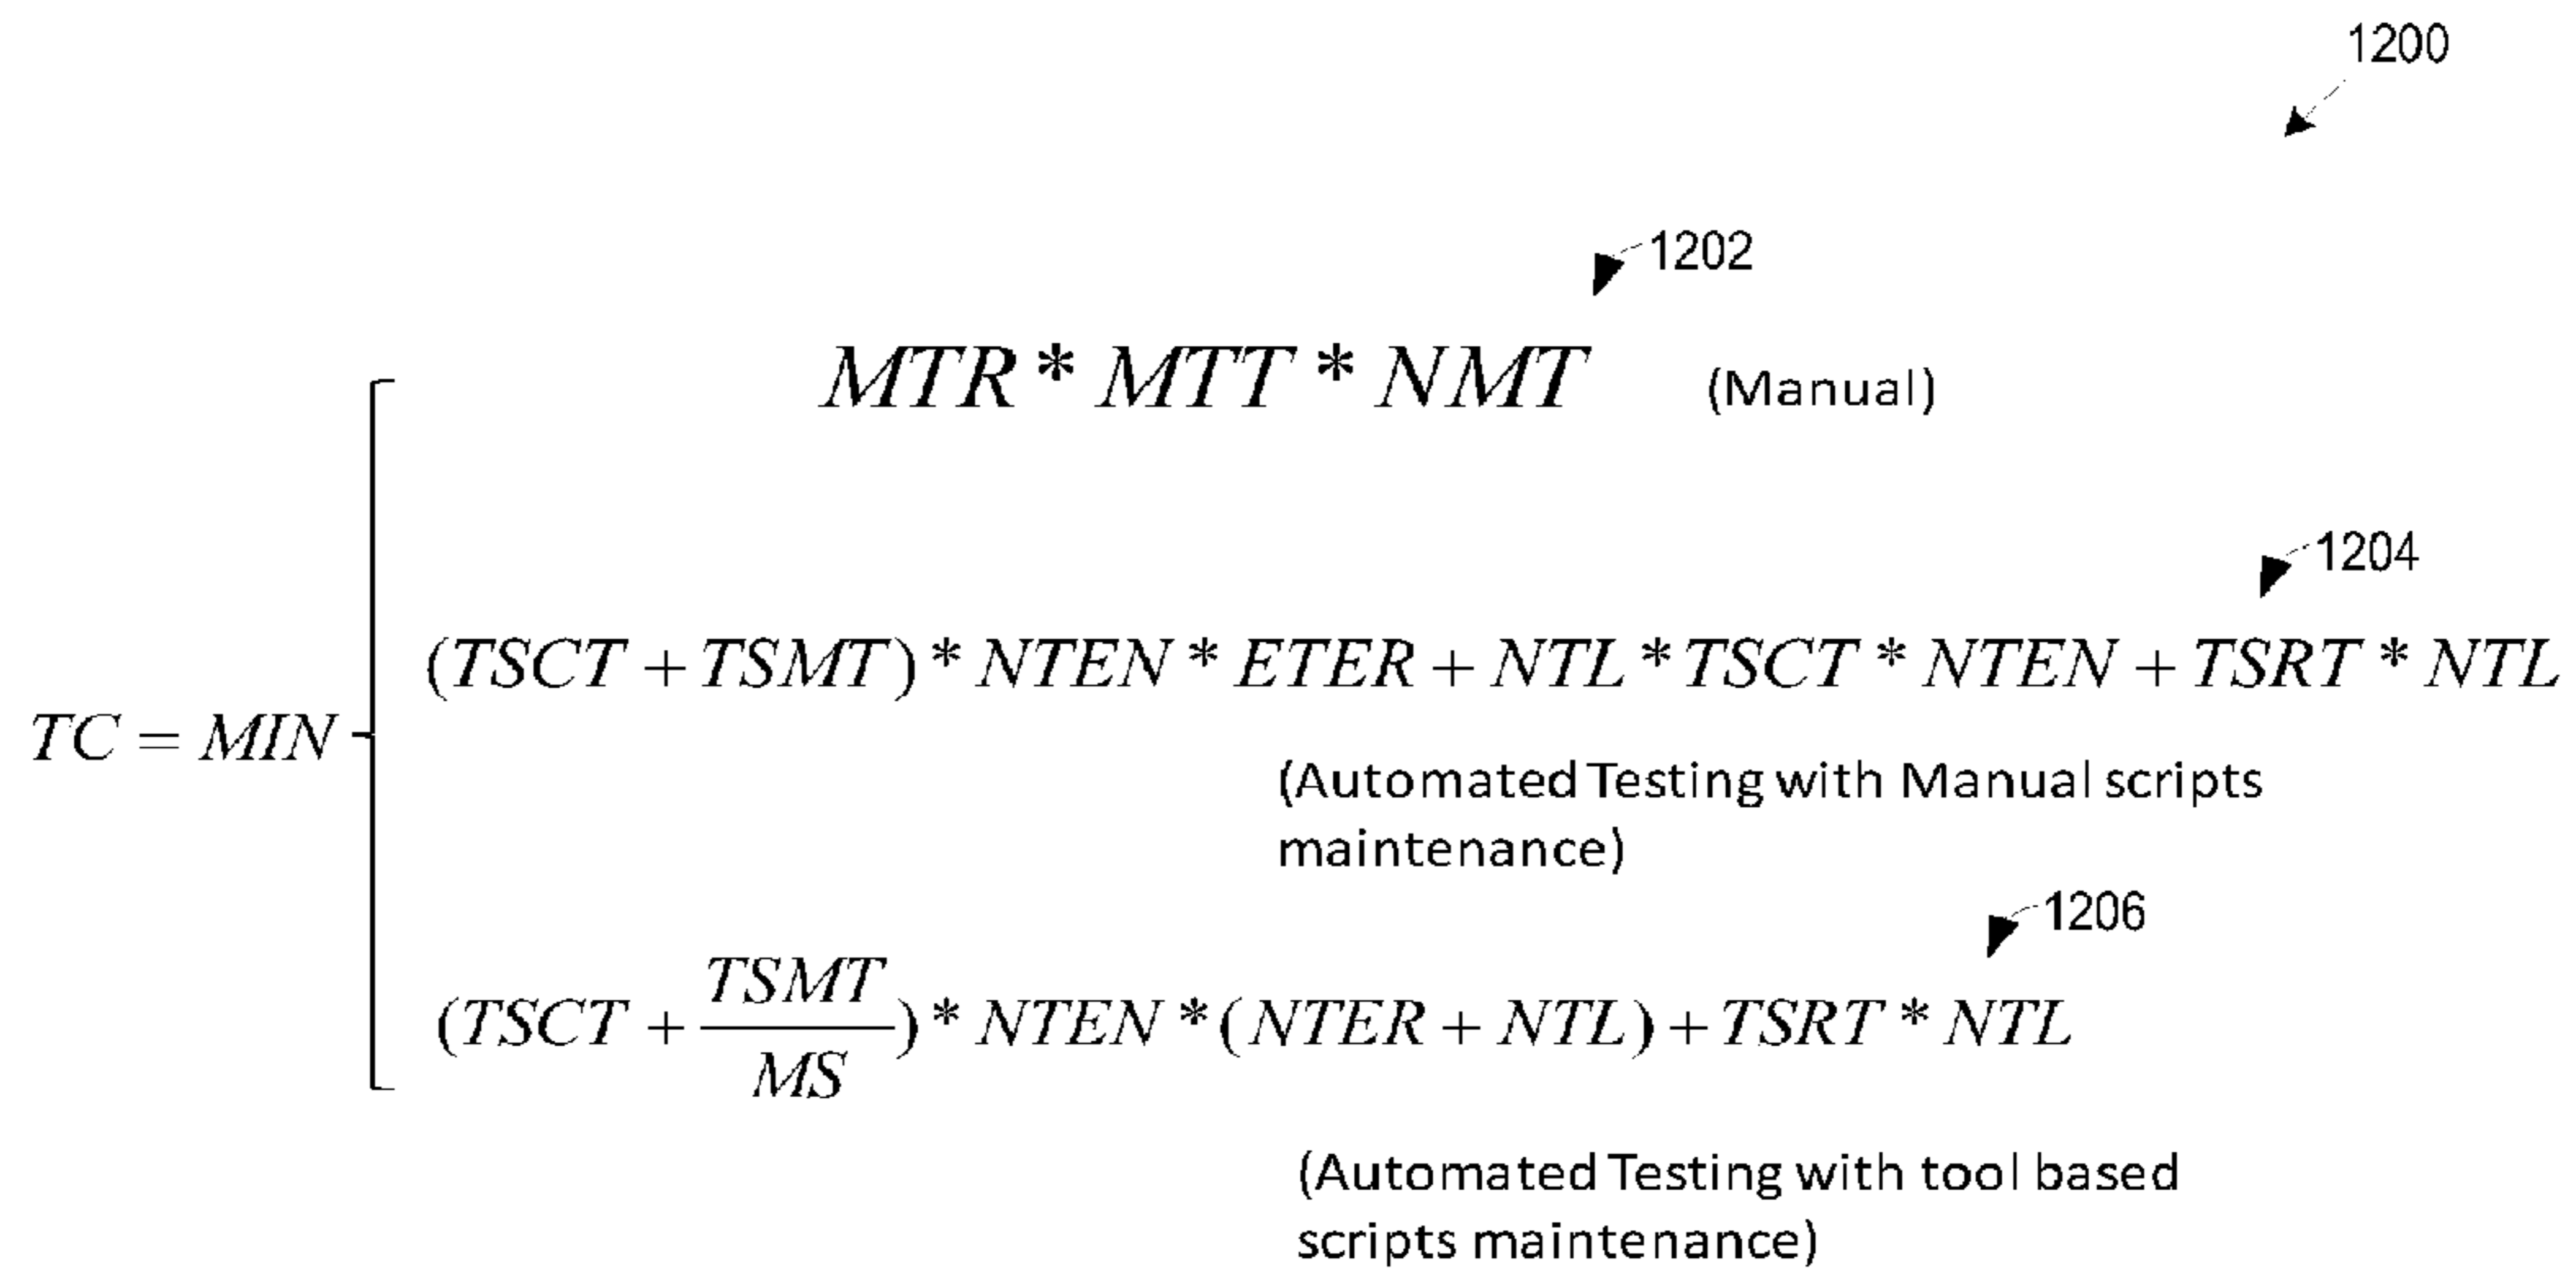 1200
1202
MTR * MTT * NMT (Manual)
1204
(TSCT + TSMT) * NTEN * ETER + NTL * TSCT * NTEN + TSRT * NTL
TC = MIN
(Automated Testing with Manual scripts
maintenance)
1206
(TSCT + \frac{TSMT}{MS}) * NTEN * (NTER + NTL) + TSRT * NTL
(Automated Testing with tool based
scripts maintenance)